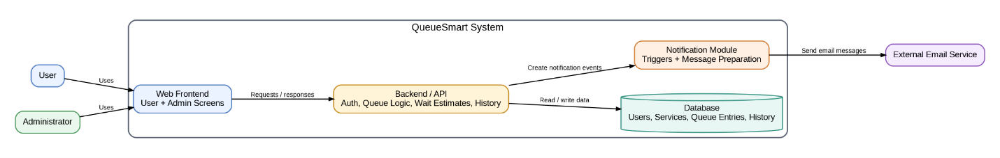 QueueSmart System
User
Uses
Administrator
Uses
Web Frontend
User + Admin Screens
Requests / responses
Backend / API
Auth, Queue Logic, Wait Estimates, History
Create notification events
Read / write data
Notification Module
Triggers + Message Preparation
Database
Users, Services, Queue Entries, History
Send email messages
External Email Service